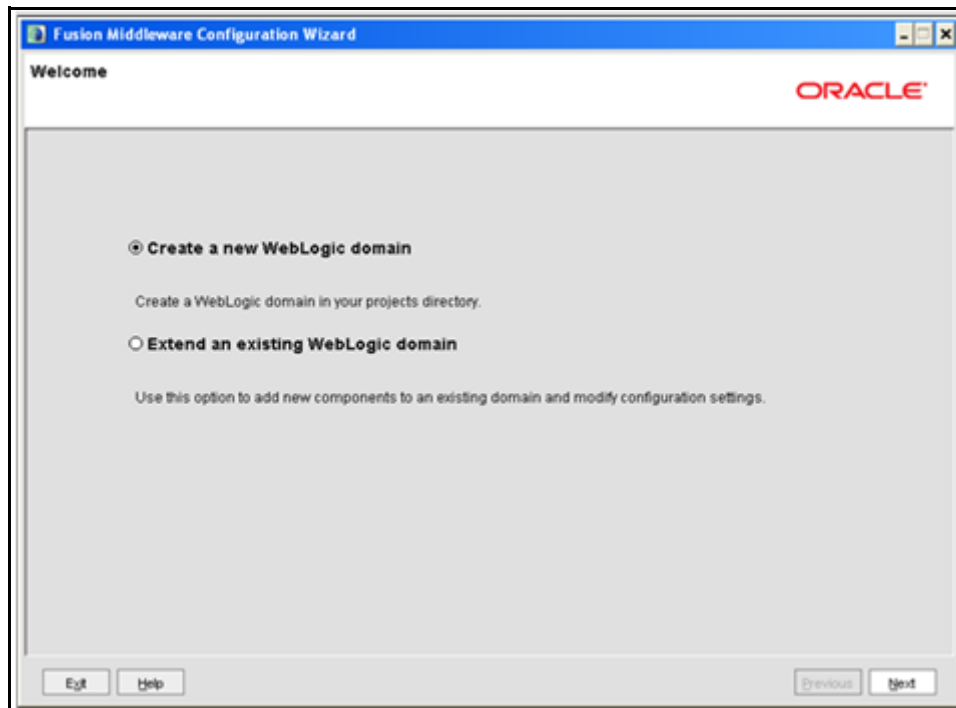 Fusion Middleware Configuration Wizard
Welcome
ORACLE
Create a new WebLogic domain
Create a WebLogic domain in your projects directory.
Extend an existing WebLogic domain
Use this option to add new components to an existing domain and modify configuration settings.
Exit Help Previous Next